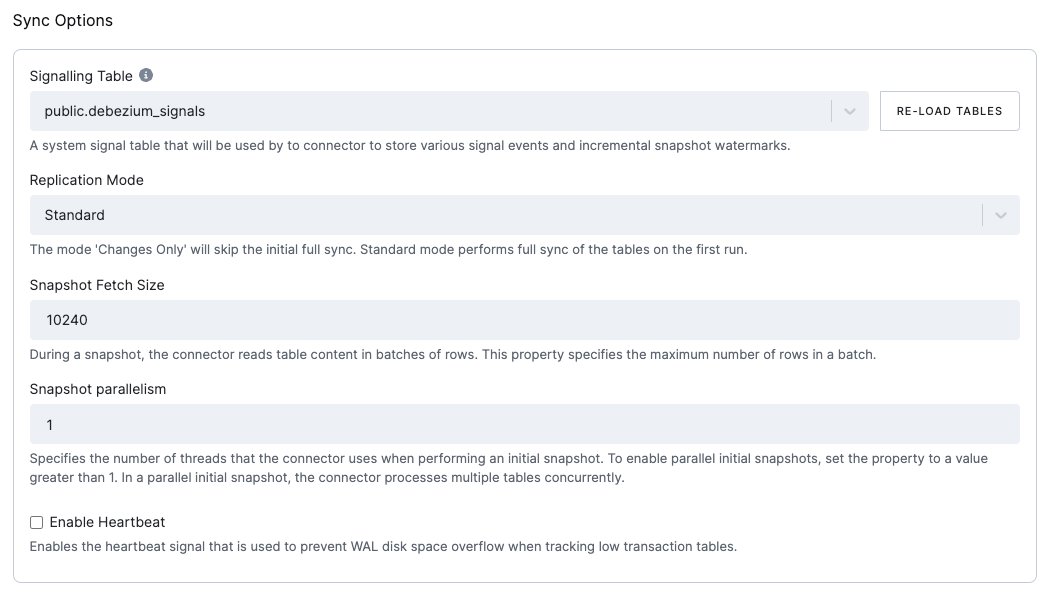 Sync Options
Signalling Table
public.debezium_signals
RE-LOAD TABLES
A system signal table that will be used by to connector to store various signal events and incremental snapshot watermarks.
Replication Mode
Standard
The mode 'Changes Only' will skip the initial full sync. Standard mode performs full sync of the tables on the first run.
Snapshot Fetch Size
10240
During a snapshot, the connector reads table content in batches of rows. This property specifies the maximum number of rows in a batch.
Snapshot parallelism
1
Specifies the number of threads that the connector uses when performing an initial snapshot. To enable parallel initial snapshots, set the property to a value
greater than 1. In a parallel initial snapshot, the connector processes multiple tables concurrently.
Enable Heartbeat
Enables the heartbeat signal that is used to prevent WAL disk space overflow when tracking low transaction tables.